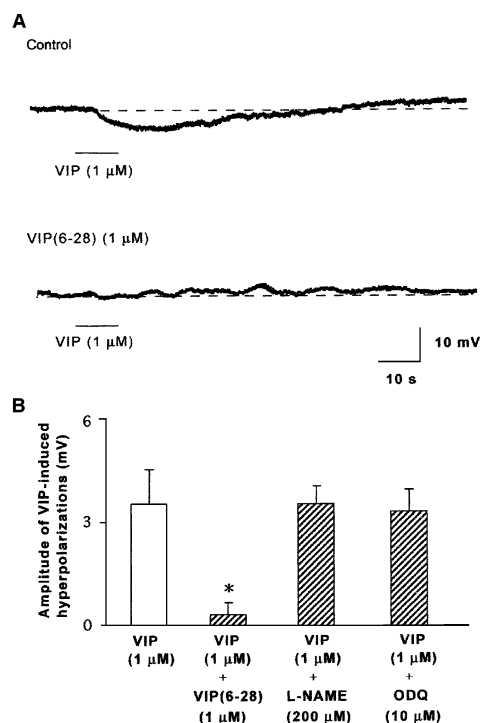 A
Control
VIP (1 µM)
VIP(6-28) (1 µM)
VIP (1 µM)
10 mV
10 s
B
Amplitude of VIP-induced
hyperpolarizations (mV)
6
3
0
*
VIP
(1 µM)
VIP
(1 µM)
+
VIP(6-28)
(1 µM)
VIP
(1 µM)
+
L-NAME
(200 µM)
VIP
(1 µM)
+
ODQ
(10 µM)